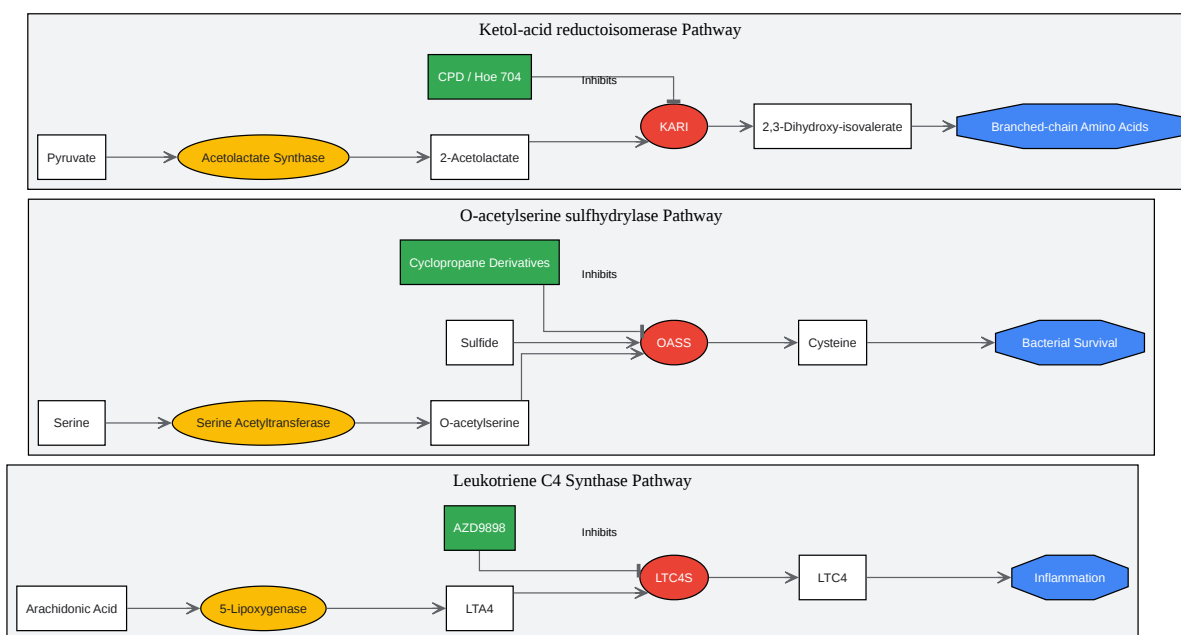 Ketol-acid reductoisomerase Pathway
CPD / Hoe 704
Inhibits
Pyruvate
Acetolactate Synthase
2-Acetolactate
KARI
2,3-Dihydroxy-isovalerate
Branched-chain Amino Acids
O-acetylserine sulfhydrylase Pathway
Cyclopropane Derivatives
Inhibits
Sulfide
OASS
Cysteine
Bacterial Survival
Serine
Serine Acetyltransferase
O-acetylserine
Leukotriene C4 Synthase Pathway
AZD9898
Inhibits
LTC4S
LTC4
Inflammation
Arachidonic Acid
5-Lipoxygenase
LTA4